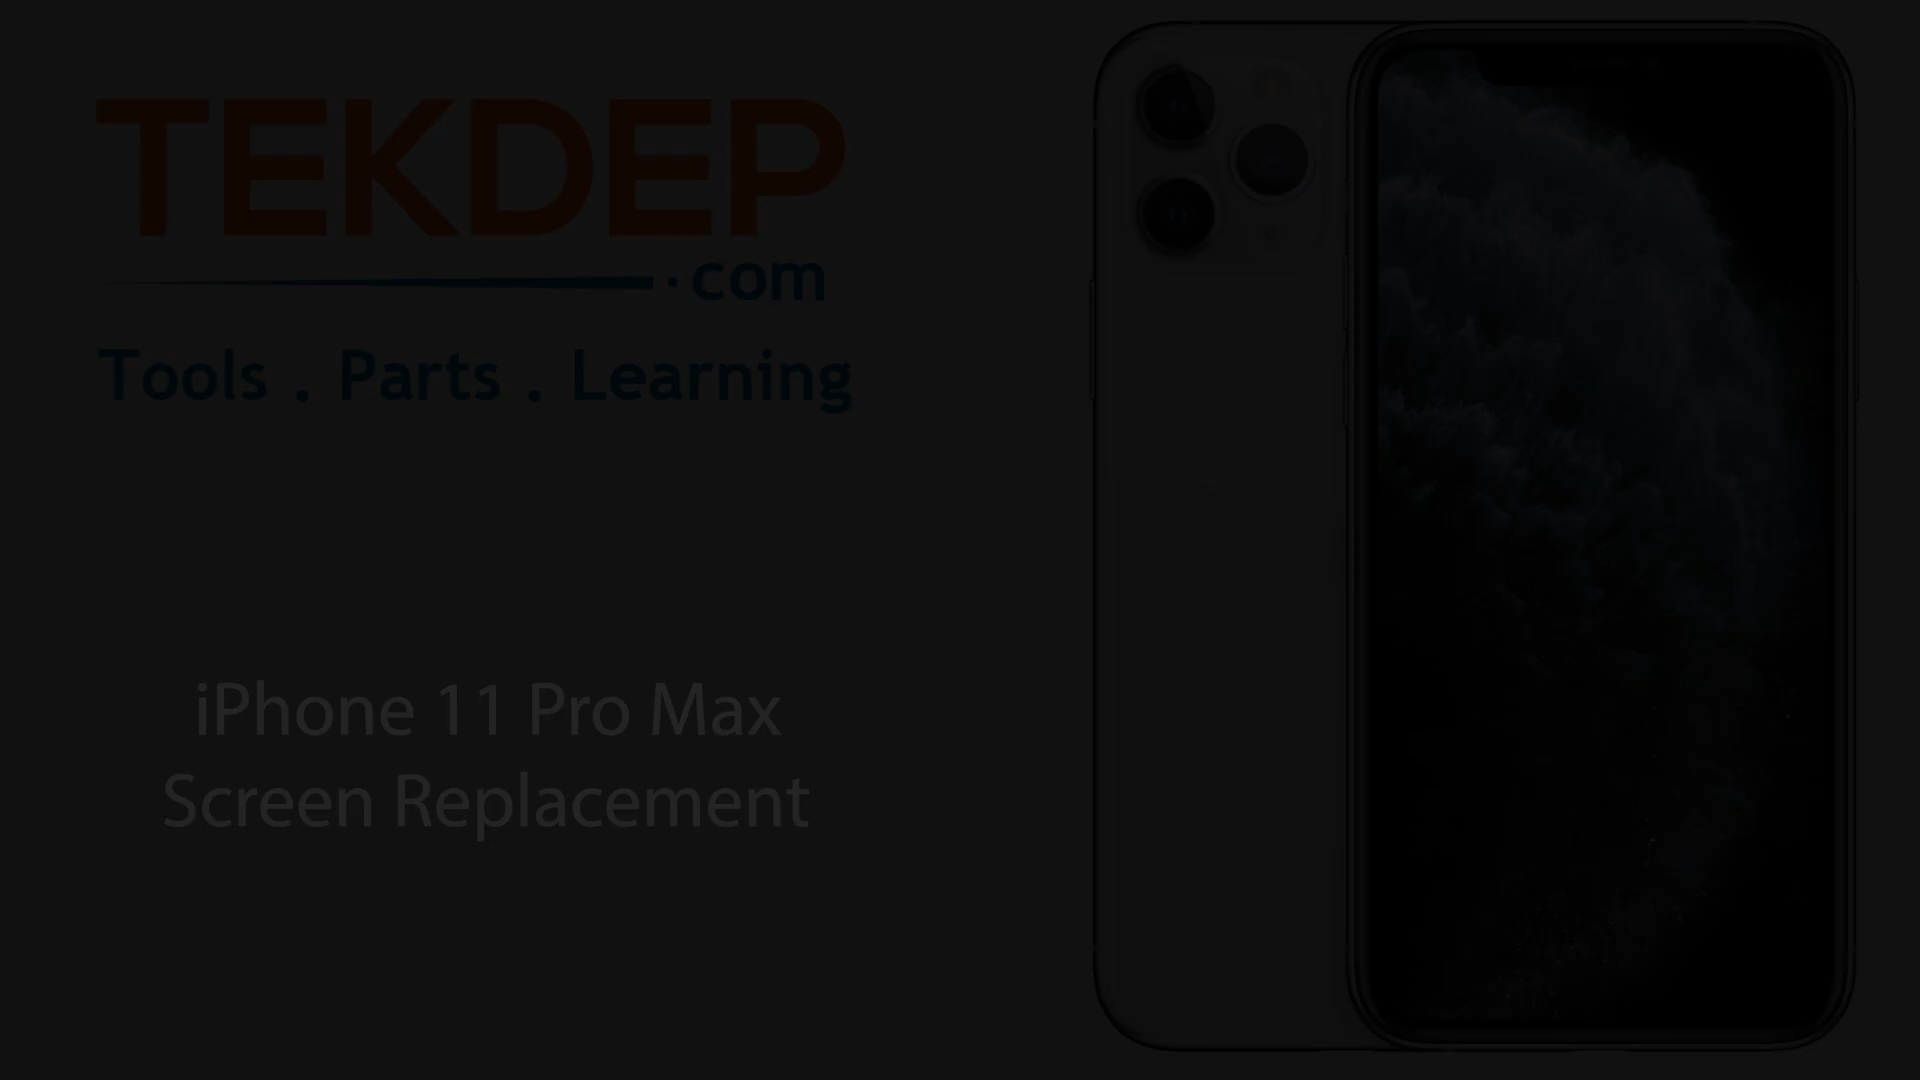 TEKDEP
.com
Tools . Parts . Learning
iPhone 11 Pro Max
Screen Replacement